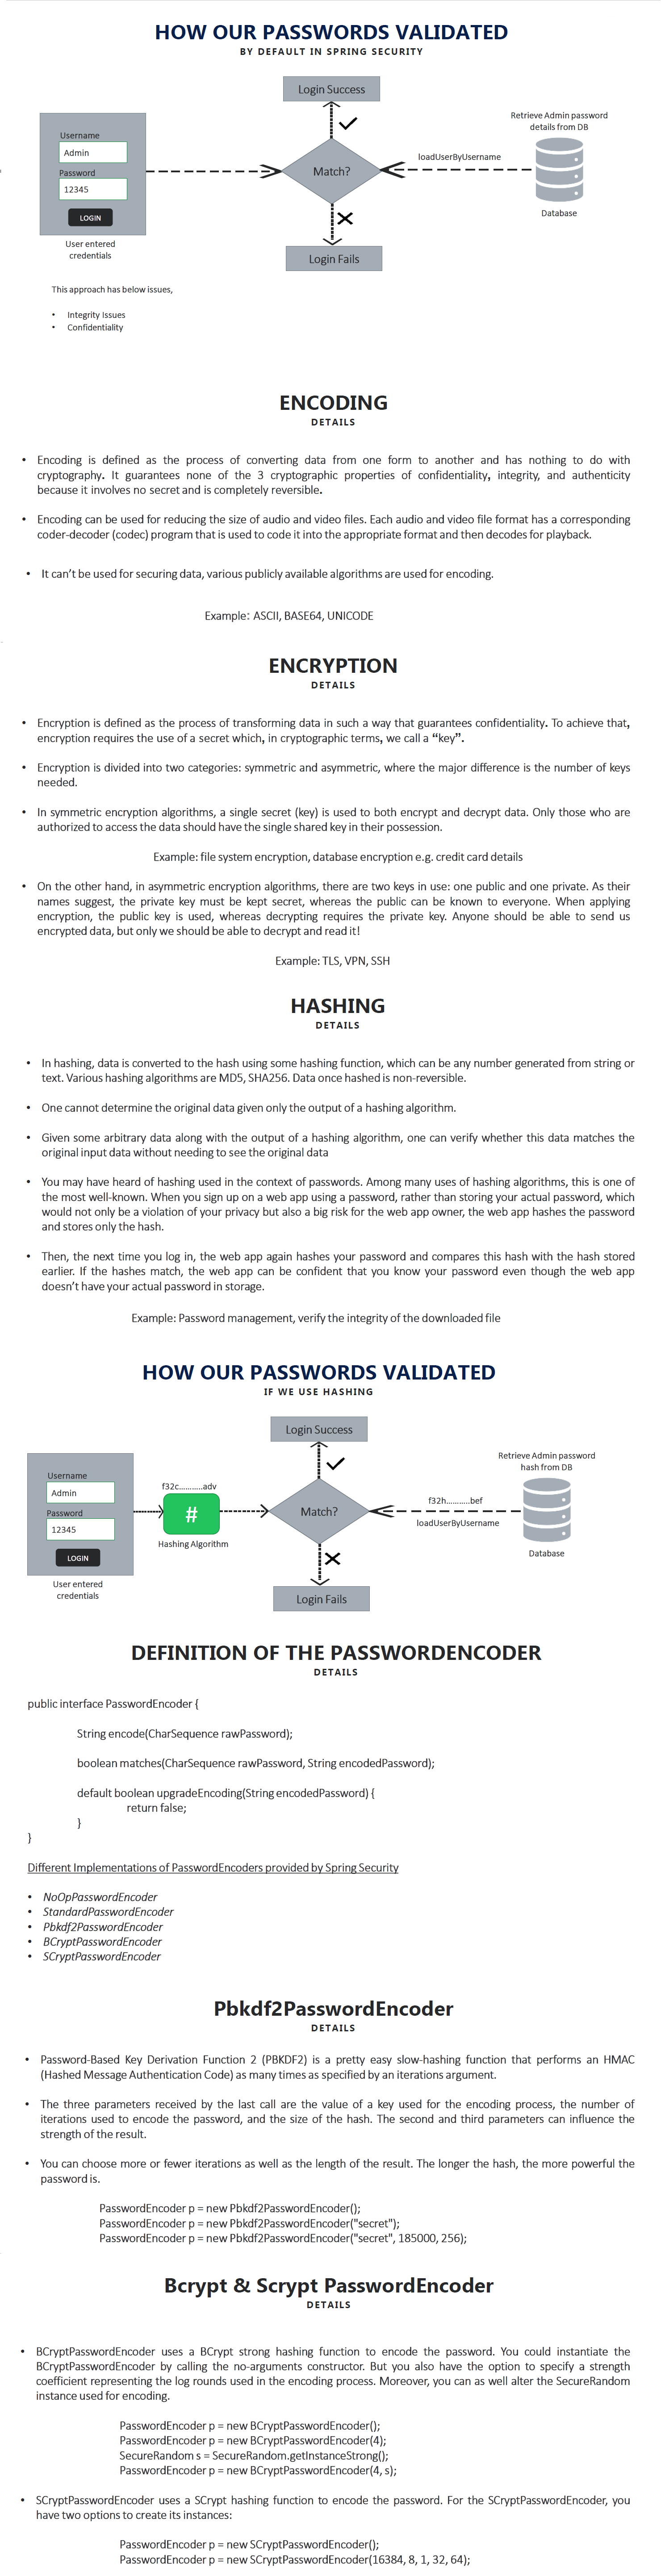 HOW OUR PASSWORDS VALIDATED
BY DEFAULT IN SPRING SECURITY
Login Success
Retrieve Admin password
details from DB
Username
Admin
loadUserByUsername
Match?
Password
12345
LOGIN
Database
User entered
credentials
Login Fails
This approach has below issues,
• Integrity Issues
• Confidentiality
ENCODING
DETAILS
• Encoding is defined as the process of converting data from one form to another and has nothing to do with
cryptography. It guarantees none of the 3 cryptographic properties of confidentiality, integrity, and authenticity
because it involves no secret and is completely reversible.
• Encoding can be used for reducing the size of audio and video files. Each audio and video file format has a corresponding
coder-decoder (codec) program that is used to code it into the appropriate format and then decodes for playback.
• It can't be used for securing data, various publicly available algorithms are used for encoding.
Example: ASCII, BASE64, UNICODE
ENCRYPTION
DETAILS
• Encryption is defined as the process of transforming data in such a way that guarantees confidentiality. To achieve that,
encryption requires the use of a secret which, in cryptographic terms, we call a “key”.
• Encryption is divided into two categories: symmetric and asymmetric, where the major difference is the number of keys
needed.
• In symmetric encryption algorithms, a single secret (key) is used to both encrypt and decrypt data. Only those who are
authorized to access the data should have the single shared key in their possession.
Example: file system encryption, database encryption e.g. credit card details
• On the other hand, in asymmetric encryption algorithms, there are two keys in use: one public and one private. As their
names suggest, the private key must be kept secret, whereas the public can be known to everyone. When applying
encryption, the public key is used, whereas decrypting requires the private key. Anyone should be able to send us
encrypted data, but only we should be able to decrypt and read it!
Example: TLS, VPN, SSH
HASHING
DETAILS
• In hashing, data is converted to the hash using some hashing function, which can be any number generated from string or
text. Various hashing algorithms are MD5, SHA256. Data once hashed is non-reversible.
• One cannot determine the original data given only the output of a hashing algorithm.
• Given some arbitrary data along with the output of a hashing algorithm, one can verify whether this data matches the
original input data without needing to see the original data
• You may have heard of hashing used in the context of passwords. Among many uses of hashing algorithms, this is one of
the most well-known. When you sign up on a web app using a password, rather than storing your actual password, which
would not only be a violation of your privacy but also a big risk for the web app owner, the web app hashes the password
and stores only the hash.
• Then, the next time you log in, the web app again hashes your password and compares this hash with the hash stored
earlier. If the hashes match, the web app can be confident that you know your password even though the web app
doesn't have your actual password in storage.
Example: Password management, verify the integrity of the downloaded file
HOW OUR PASSWORDS VALIDATED
IF WE USE HASHING
Login Success
Retrieve Admin password
hash from DB
Username
Admin
f32c...........adv
#
Hashing Algorithm
Match?
f32h...........bef
loadUserByUsername
Password
12345
LOGIN
Database
User entered
credentials
Login Fails
DEFINITION OF THE PASSWORDENCODER
DETAILS
public interface PasswordEncoder {
String encode(CharSequence rawPassword);
boolean matches(CharSequence rawPassword, String encodedPassword);
default boolean upgradeEncoding(String encodedPassword) {
return false;
}
}
Different Implementations of PasswordEncoders provided by Spring Security
• NoOpPasswordEncoder
• StandardPasswordEncoder
• Pbkdf2PasswordEncoder
• BCryptPasswordEncoder
• SCryptPasswordEncoder
Pbkdf2PasswordEncoder
DETAILS
• Password-Based Key Derivation Function 2 (PBKDF2) is a pretty easy slow-hashing function that performs an HMAC
(Hashed Message Authentication Code) as many times as specified by an iterations argument.
• The three parameters received by the last call are the value of a key used for the encoding process, the number of
iterations used to encode the password, and the size of the hash. The second and third parameters can influence the
strength of the result.
• You can choose more or fewer iterations as well as the length of the result. The longer the hash, the more powerful the
password is.
PasswordEncoder p = new Pbkdf2PasswordEncoder();
PasswordEncoder p = new Pbkdf2PasswordEncoder("secret");
PasswordEncoder p = new Pbkdf2PasswordEncoder("secret", 185000, 256);
Bcrypt & Scrypt PasswordEncoder
DETAILS
• BCryptPasswordEncoder uses a BCrypt strong hashing function to encode the password. You could instantiate the
BCryptPasswordEncoder by calling the no-arguments constructor. But you also have the option to specify a strength
coefficient representing the log rounds used in the encoding process. Moreover, you can as well alter the SecureRandom
instance used for encoding.
PasswordEncoder p = new BCryptPasswordEncoder();
PasswordEncoder p = new BCryptPasswordEncoder(4);
SecureRandom s = SecureRandom.getInstanceStrong();
PasswordEncoder p = new BCryptPasswordEncoder(4, s);
• SCryptPasswordEncoder uses a SCrypt hashing function to encode the password. For the SCryptPasswordEncoder, you
have two options to create its instances:
PasswordEncoder p = new SCryptPasswordEncoder();
PasswordEncoder p = new SCryptPasswordEncoder(16384, 8, 1, 32, 64);